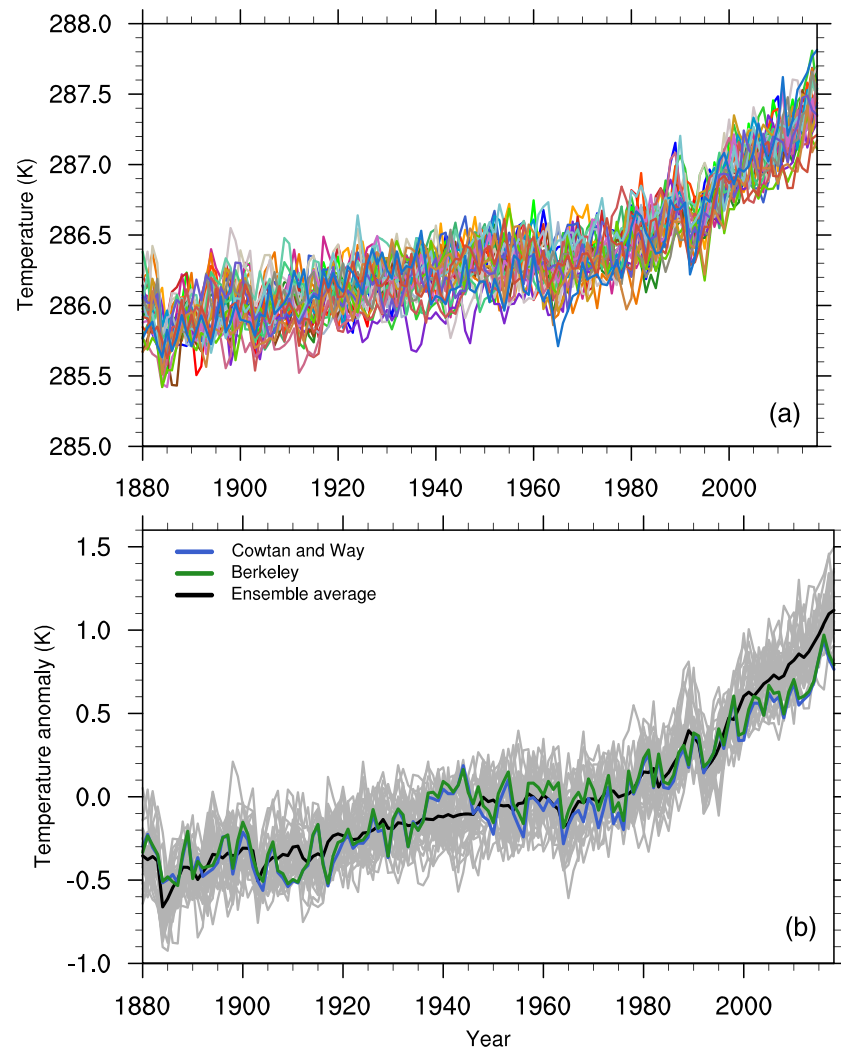 288.0
287.5
287.0
286.5
286.0
285.5
285.0
Temperature (K)
(a)
1880 1900 1920 1940 1960 1980 2000
1.5
1.0
0.5
0.0
-0.5
-1.0
Temperature anomaly (K)
Cowtan and Way
Berkeley
Ensemble average
(b)
1880 1900 1920 1940 1960 1980 2000
Year